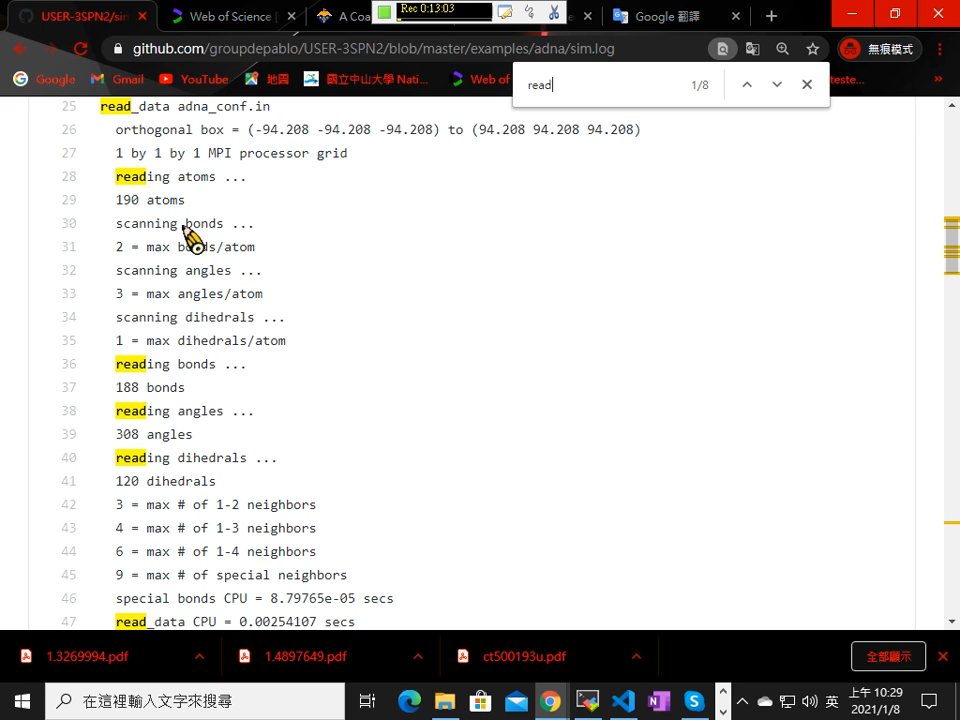 USER-3SPN2/sim
Web of Science
A Coa
Rec 0:13:03
Google 翻譯
github.com/groupdepablo/USER-3SPN2/blob/master/examples/adna/sim.log
無痕模式
Google
Gmail
YouTube
地圖
國立中山大學 Nati...
Web of
teste...
read
1/8
25 read_data adna_conf.in
26 orthogonal box = (-94.208 -94.208 -94.208) to (94.208 94.208 94.208)
27 1 by 1 by 1 MPI processor grid
28 reading atoms ...
29 190 atoms
30 scanning bonds ...
31 2 = max bonds/atom
32 scanning angles ...
33 3 = max angles/atom
34 scanning dihedrals ...
35 1 = max dihedrals/atom
36 reading bonds ...
37 188 bonds
38 reading angles ...
39 308 angles
40 reading dihedrals ...
41 120 dihedrals
42 3 = max # of 1-2 neighbors
43 4 = max # of 1-3 neighbors
44 6 = max # of 1-4 neighbors
45 9 = max # of special neighbors
46 special bonds CPU = 8.79765e-05 secs
47 read_data CPU = 0.00254107 secs
1.3269994.pdf
1.4897649.pdf
ct500193u.pdf
全部顯示
在這裡輸入文字來搜尋
英
上午 10:29
2021/1/8